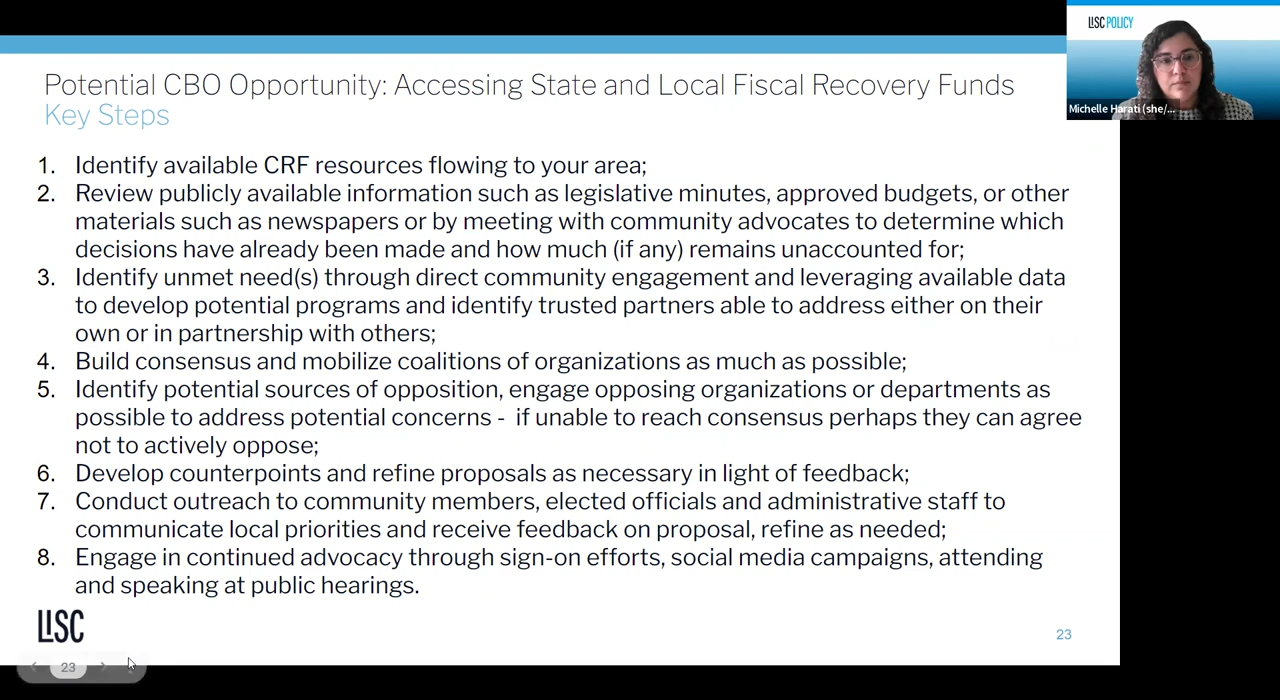 LISC POLICY
Michelle Harati (she/...
Potential CBO Opportunity: Accessing State and Local Fiscal Recovery Funds
Key Steps
1. Identify available CRF resources flowing to your area;
2. Review publicly available information such as legislative minutes, approved budgets, or other
materials such as newspapers or by meeting with community advocates to determine which
decisions have already been made and how much (if any) remains unaccounted for;
3. Identify unmet need(s) through direct community engagement and leveraging available data
to develop potential programs and identify trusted partners able to address either on their
own or in partnership with others;
4. Build consensus and mobilize coalitions of organizations as much as possible;
5. Identify potential sources of opposition, engage opposing organizations or departments as
possible to address potential concerns - if unable to reach consensus perhaps they can agree
not to actively oppose;
6. Develop counterpoints and refine proposals as necessary in light of feedback;
7. Conduct outreach to community members, elected officials and administrative staff to
communicate local priorities and receive feedback on proposal, refine as needed;
8. Engage in continued advocacy through sign-on efforts, social media campaigns, attending
and speaking at public hearings.
LISC
23
23